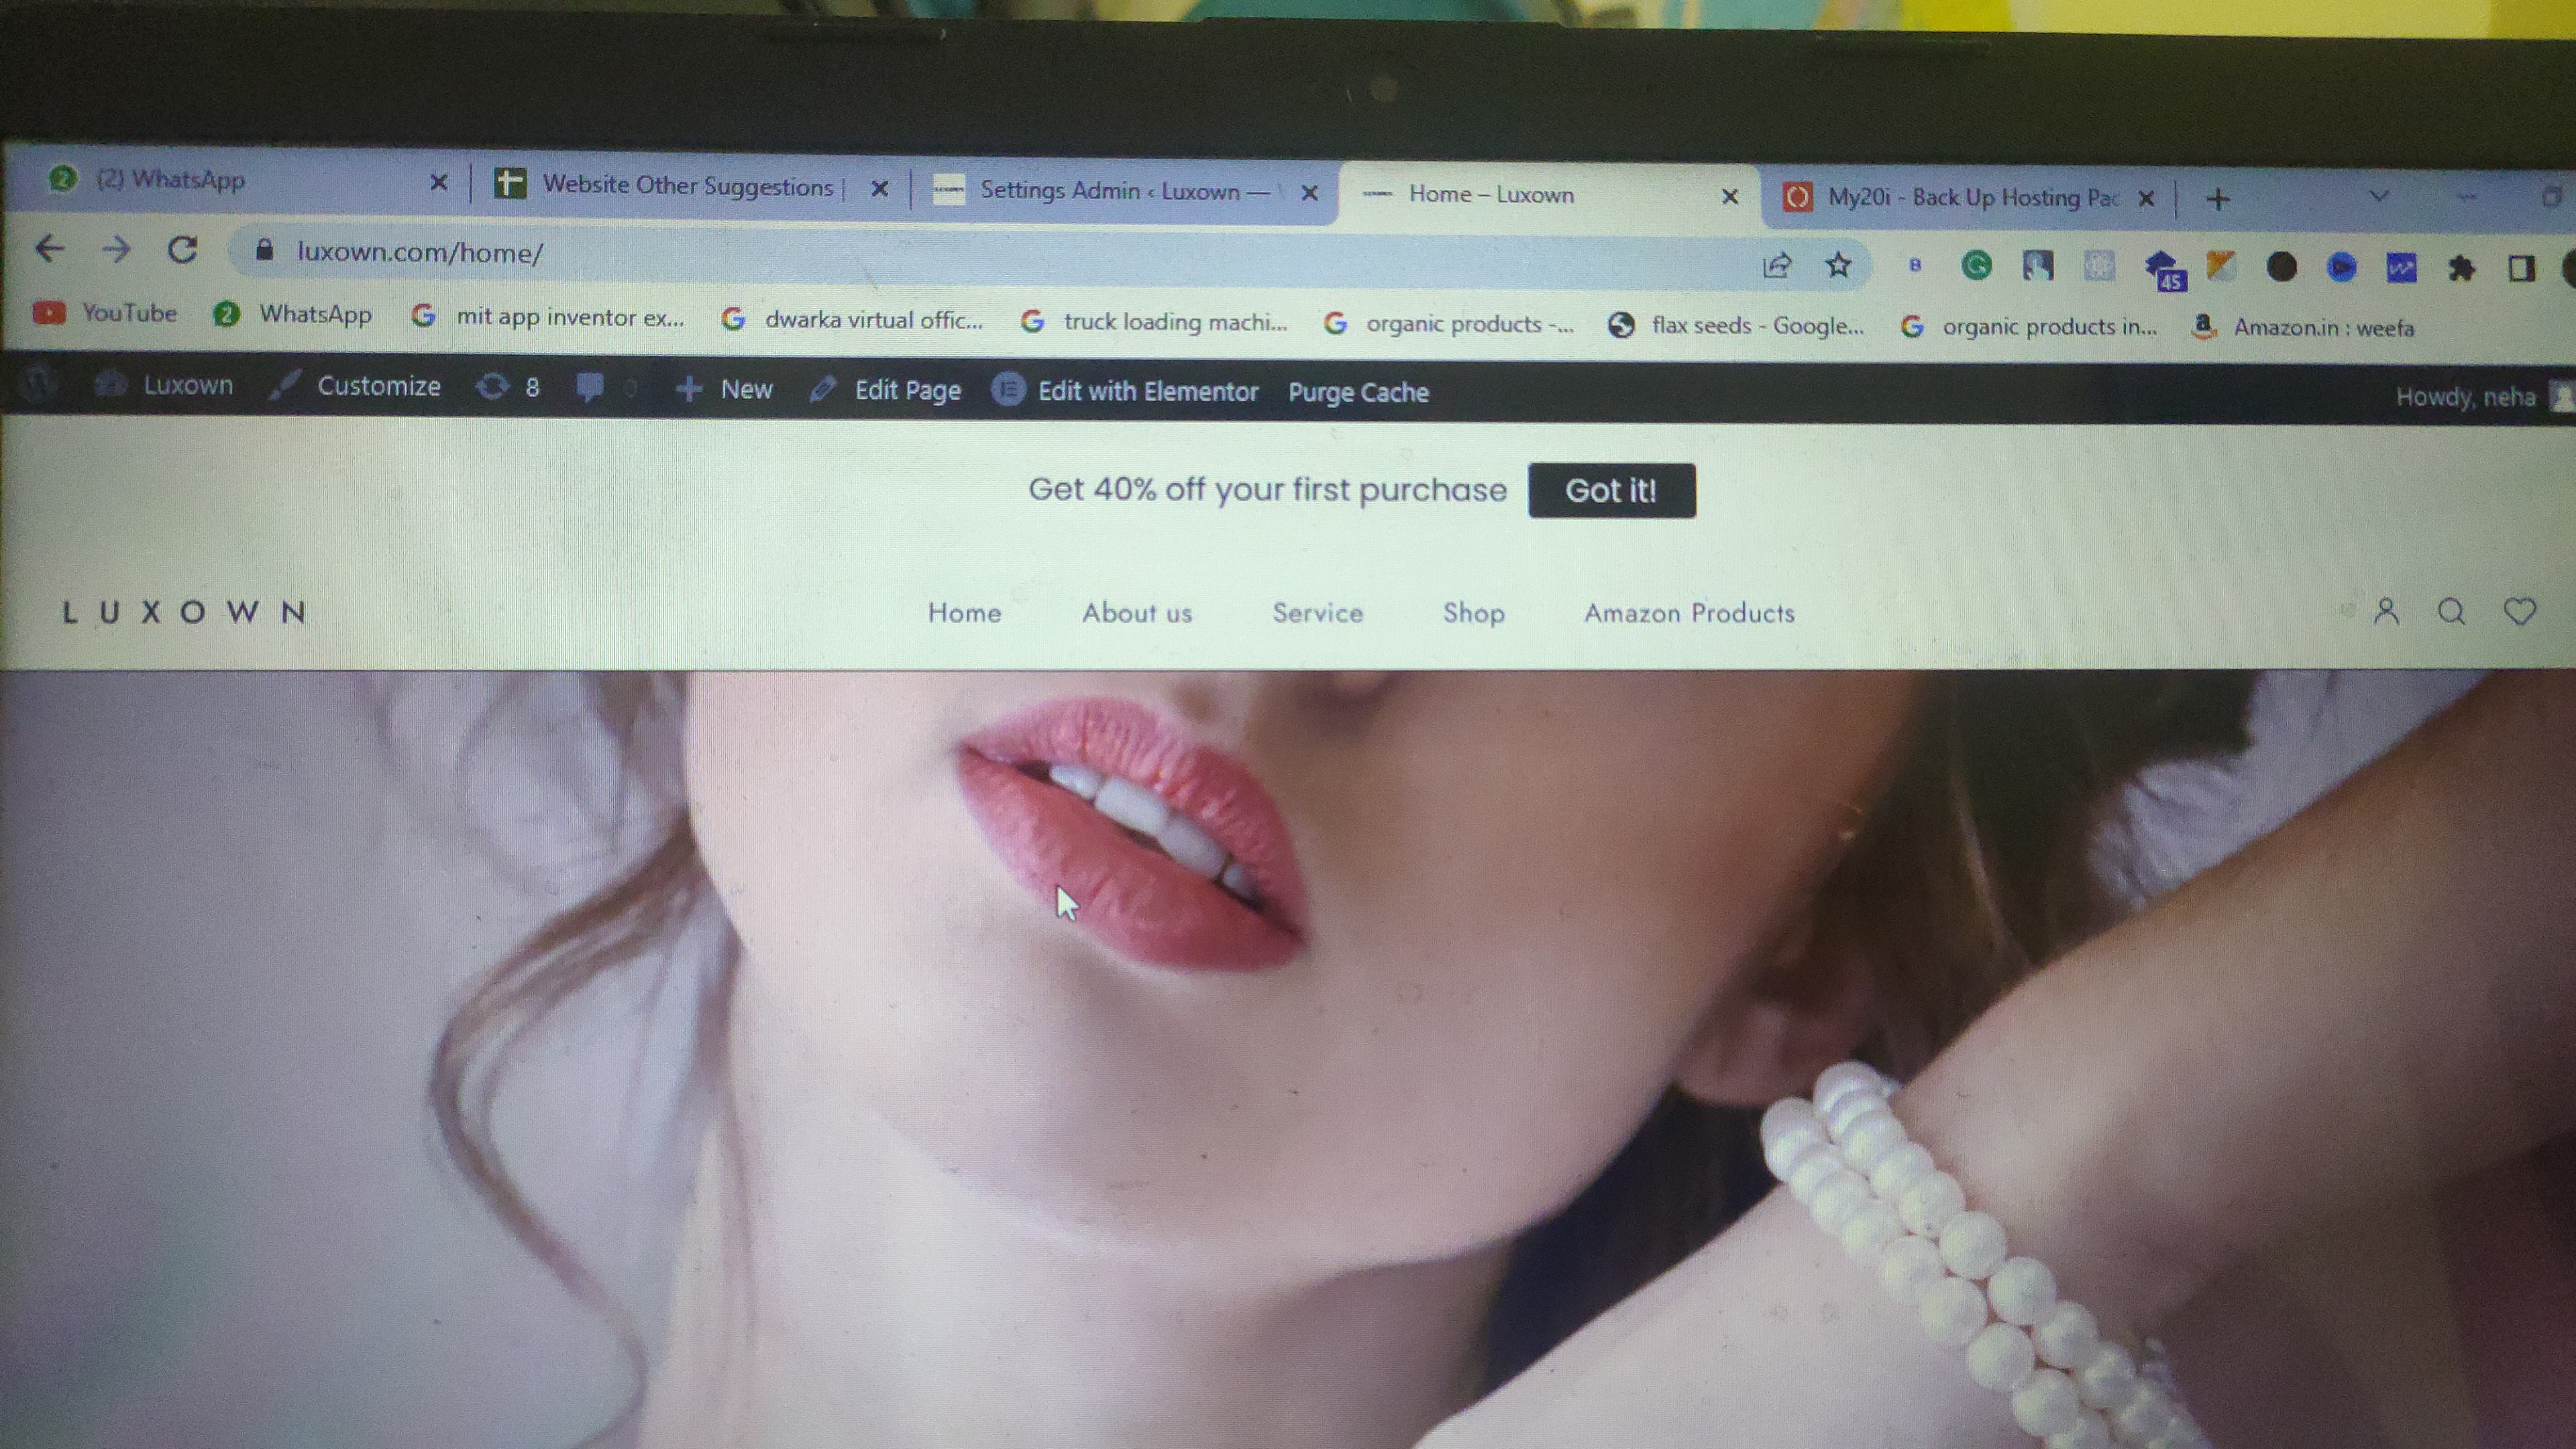 (2) WhatsApp
Website Other Suggestions |
Settings Admin ‹ Luxown —
Home – Luxown
My20i - Back Up Hosting Pac
luxown.com/home/
45
YouTube
2 WhatsApp
mit app inventor ex...
dwarka virtual offic...
truck loading machi...
organic products -...
flax seeds - Google...
organic products in...
Amazon.in : weefa
Luxown Customize 8 0 New Edit Page Edit with Elementor Purge Cache Howdy, neha
Get 40% off your first purchase Got it!
LUXOWN Home About us Service Shop Amazon Products